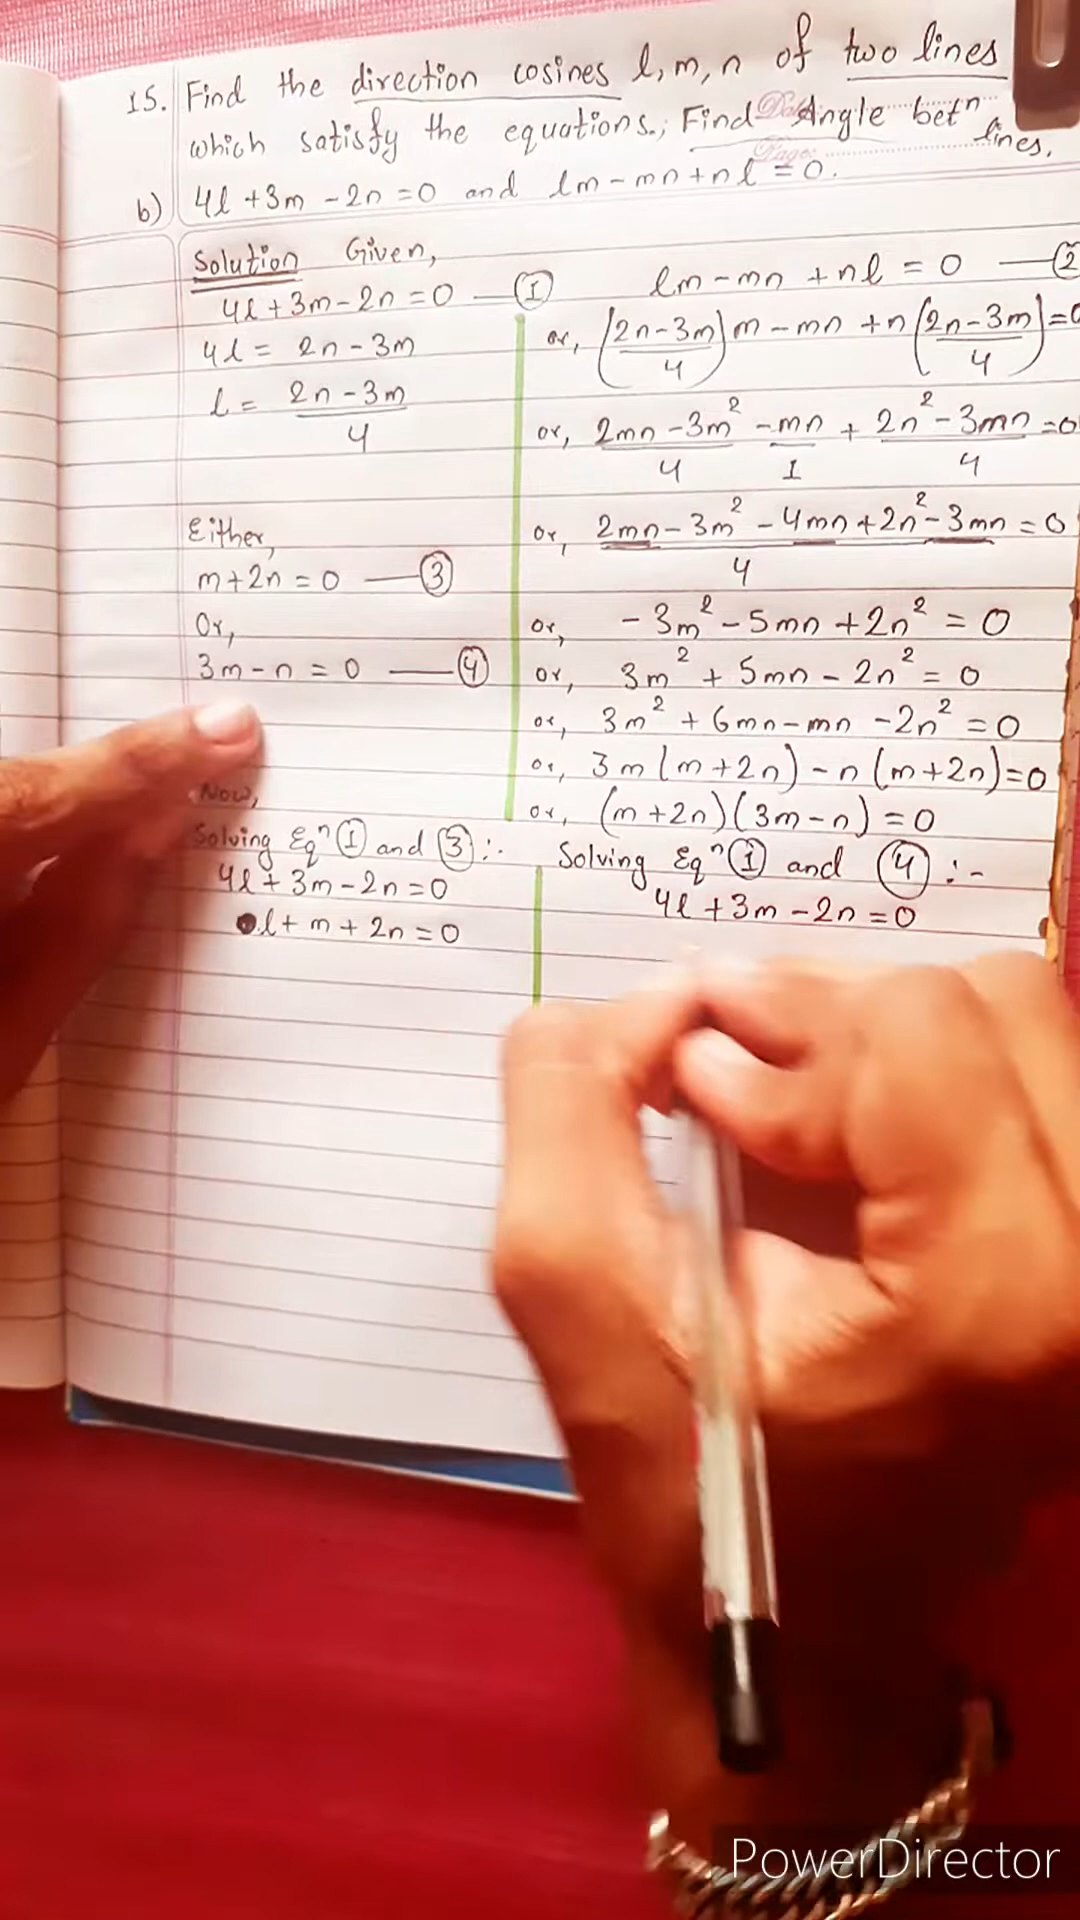 15. Find the direction cosines l, m, n of two lines
which satisfy the equations., Find Angle betⁿ lines.
b) 4l + 3m - 2n = 0 and lm - mn + nl = 0.
Solution Given,
4l + 3m - 2n = 0 — (1)
4l = 2n - 3m
l = (2n - 3m)/4
Either,
m + 2n = 0 — (3)
Or,
3m - n = 0 — (4)
lm - mn + nl = 0 — (2)
or, ((2n - 3m)/4) m - mn + n ((2n - 3m)/4) = 0
or, (2mn - 3m²)/4 - mn/1 + (2n² - 3mn)/4 = 0
or, (2mn - 3m² - 4mn + 2n² - 3mn)/4 = 0
or, -3m² - 5mn + 2n² = 0
or, 3m² + 5mn - 2n² = 0
or, 3m² + 6mn - mn - 2n² = 0
or, 3m(m + 2n) - n(m + 2n) = 0
or, (m + 2n)(3m - n) = 0
Now,
Solving Eqⁿ (1) and (3) :-
4l + 3m - 2n = 0
l + m + 2n = 0
Solving Eqⁿ (1) and (4) :-
4l + 3m - 2n = 0
PowerDirector